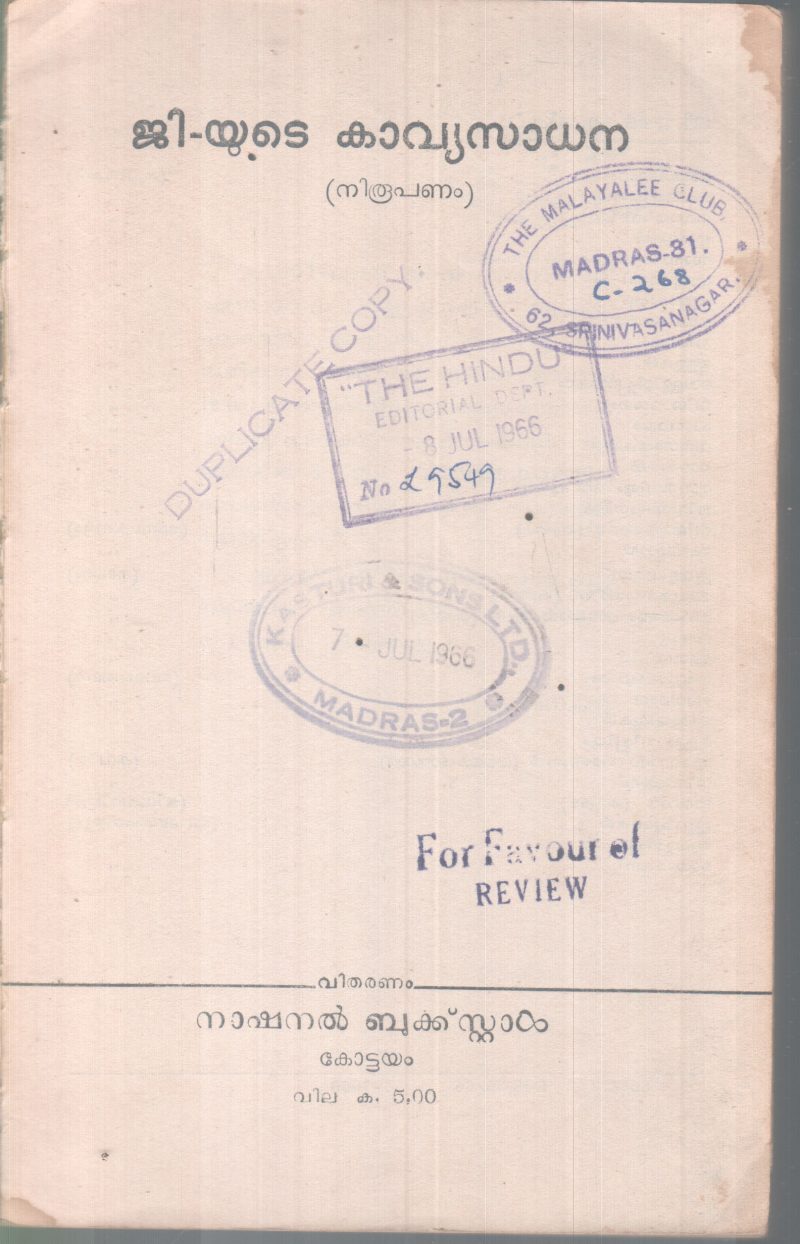 ജി-യുടെ കാവ്യസാധന
(നിരൂപണം)
THE MALAYALEE CLUB,
MADRAS-31.
C-268
62, SRINIVASANAGAR.
DUPLICATE COPY.
"THE HINDU"
EDITORIAL DEPT.
- 8 JUL 1966
No 29549
KASTURI & SONS LTD.,
7 - JUL 1966
MADRAS-2
For Favour of
REVIEW
വിതരണം
നാഷനൽ ബുക്ക് സ്റ്റാൾ
കോട്ടയം
വില ക. 5.00